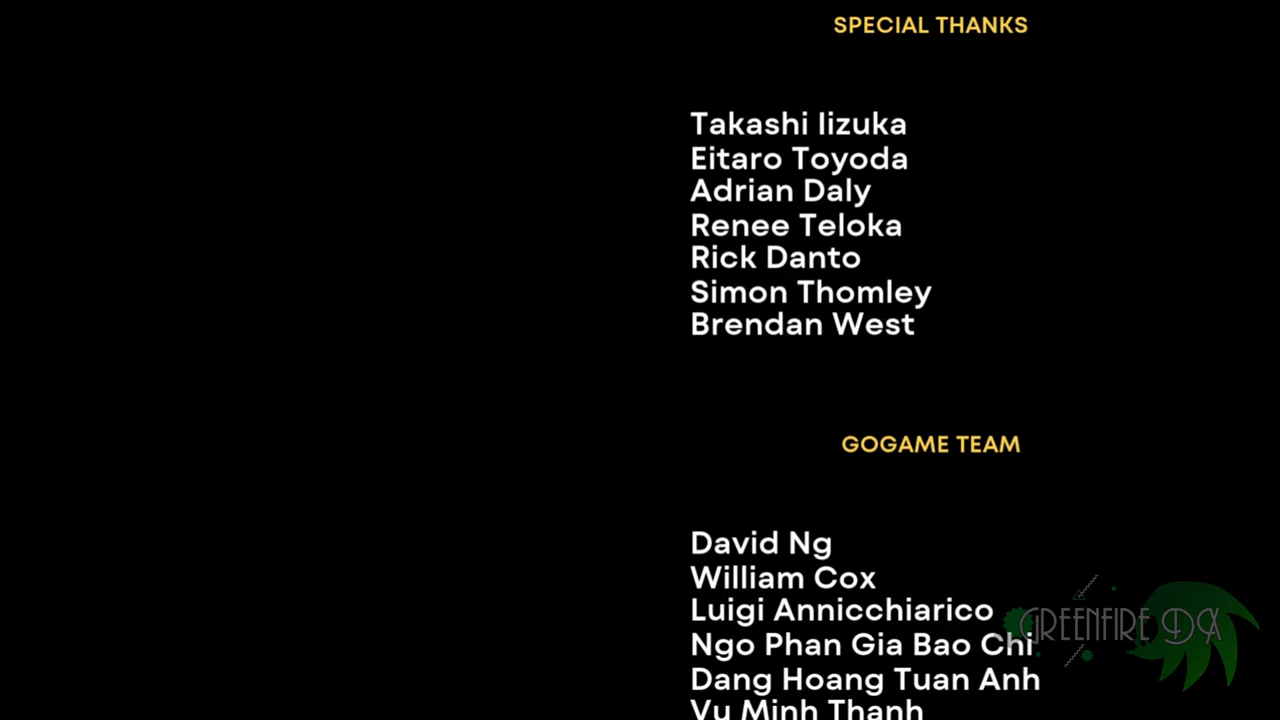 SPECIAL THANKS
Takashi Iizuka
Eitaro Toyoda
Adrian Daly
Renee Teloka
Rick Danto
Simon Thomley
Brendan West
GOGAME TEAM
David Ng
William Cox
Luigi Annicchiarico
GREENFIRE DX
Ngo Phan Gia Bao Chi
Dang Hoang Tuan Anh
Vu Minh Thanh